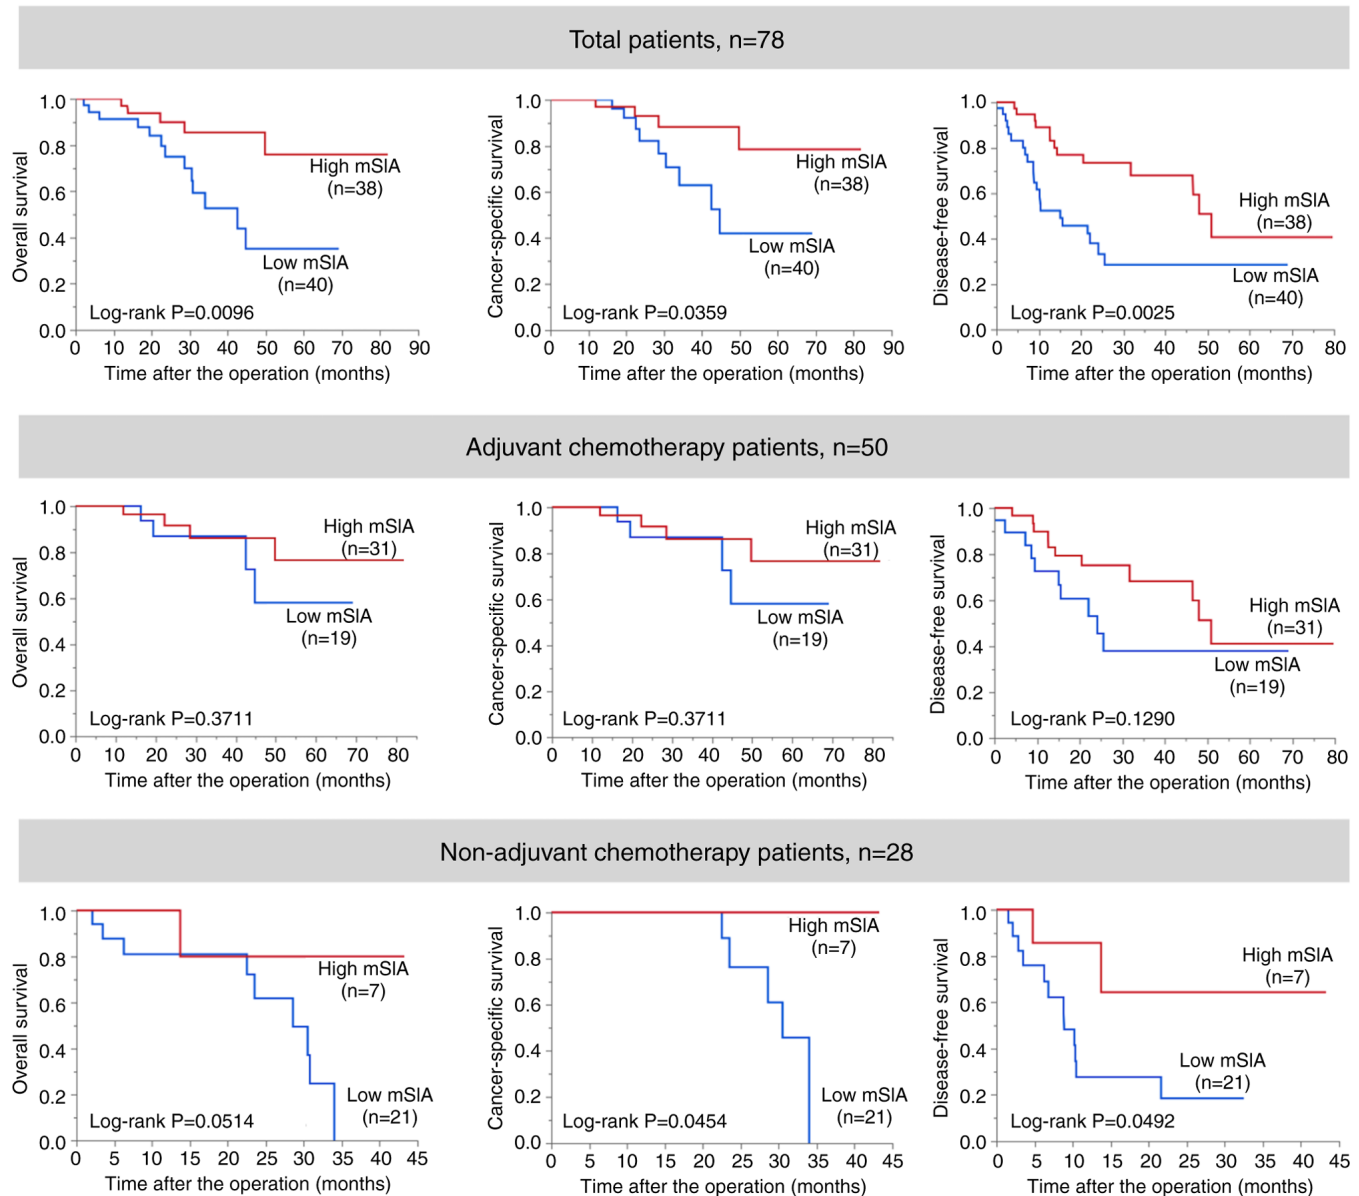 Total patients, n=78
1.0
0.8
0.6
0.4
0.2
0.0
Overall survival
High mSIA
(n=38)
Low mSIA
(n=40)
Log-rank P=0.0096
0 10 20 30 40 50 60 70 80 90
Time after the operation (months)
1.0
0.8
0.6
0.4
0.2
0.0
Cancer-specific survival
High mSIA
(n=38)
Low mSIA
(n=40)
Log-rank P=0.0359
0 10 20 30 40 50 60 70 80 90
Time after the operation (months)
1.0
0.8
0.6
0.4
0.2
0.0
Disease-free survival
High mSIA
(n=38)
Low mSIA
(n=40)
Log-rank P=0.0025
0 10 20 30 40 50 60 70 80
Time after the operation (months)
Adjuvant chemotherapy patients, n=50
1.0
0.8
0.6
0.4
0.2
0.0
Overall survival
High mSIA
(n=31)
Low mSIA
(n=19)
Log-rank P=0.3711
0 10 20 30 40 50 60 70 80
Time after the operation (months)
1.0
0.8
0.6
0.4
0.2
0.0
Cancer-specific survival
High mSIA
(n=31)
Low mSIA
(n=19)
Log-rank P=0.3711
0 10 20 30 40 50 60 70 80
Time after the operation (months)
1.0
0.8
0.6
0.4
0.2
0.0
Disease-free survival
High mSIA
(n=31)
Low mSIA
(n=19)
Log-rank P=0.1290
0 10 20 30 40 50 60 70 80
Time after the operation (months)
Non-adjuvant chemotherapy patients, n=28
1.0
0.8
0.6
0.4
0.2
0.0
Overall survival
High mSIA
(n=7)
Low mSIA
(n=21)
Log-rank P=0.0514
0 5 10 15 20 25 30 35 40 45
Time after the operation (months)
1.0
0.8
0.6
0.4
0.2
0.0
Cancer-specific survival
High mSIA
(n=7)
Low mSIA
(n=21)
Log-rank P=0.0454
0 5 10 15 20 25 30 35 40 45
Time after the operation (months)
1.0
0.8
0.6
0.4
0.2
0.0
Disease-free survival
High mSIA
(n=7)
Low mSIA
(n=21)
Log-rank P=0.0492
0 5 10 15 20 25 30 35 40 45
Time after the operation (months)